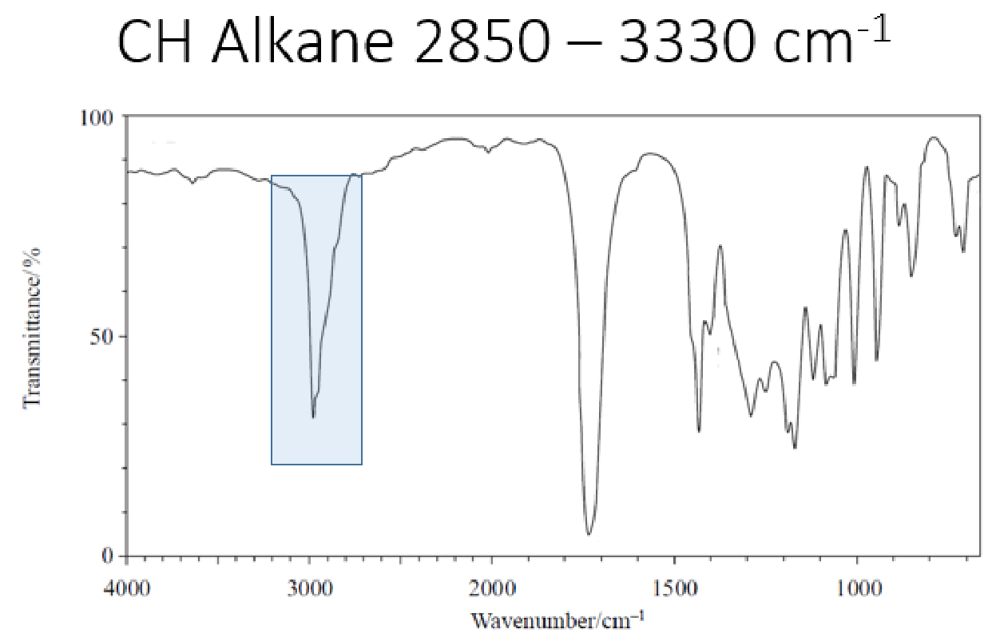 CH Alkane 2850 – 3330 cm⁻¹
100
50
0
Transmittance/%
4000 3000 2000 1500 1000
Wavenumber/cm⁻¹